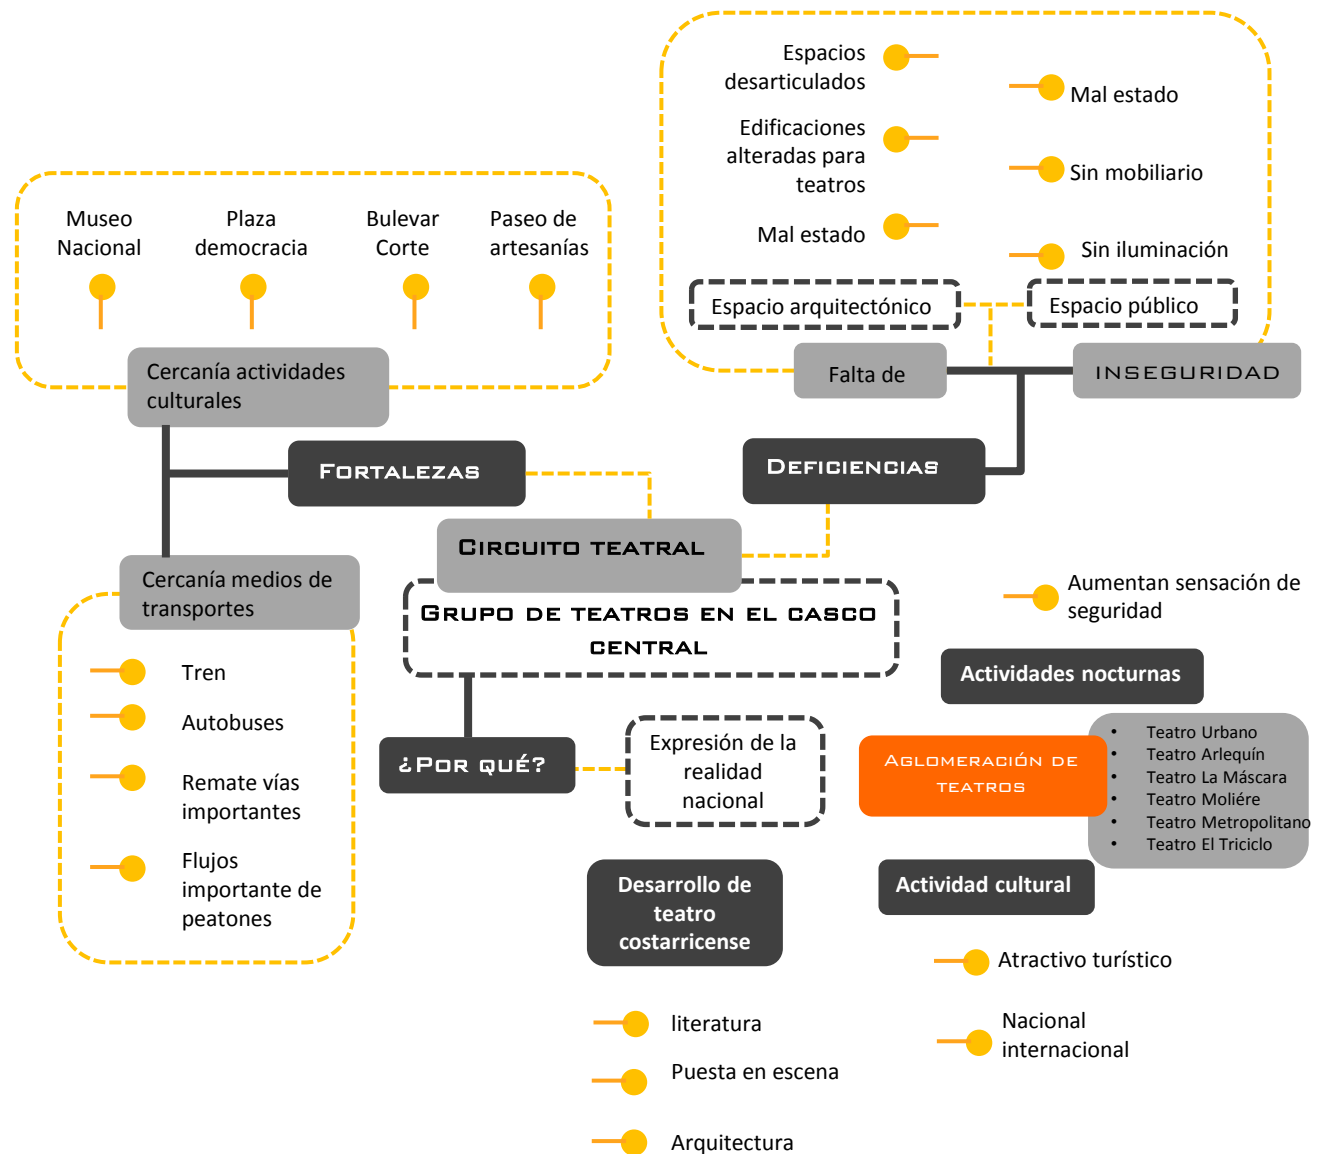 Espacios
desarticulados
Edificaciones
alteradas para
teatros
Mal estado
Mal estado
Sin mobiliario
Sin iluminación
Espacio arquitectónico
Espacio público
Falta de
INSEGURIDAD
Museo
Nacional
Plaza
democracia
Bulevar
Corte
Paseo de
artesanías
Cercanía actividades
culturales
FORTALEZAS
DEFICIENCIAS
CIRCUITO TEATRAL
GRUPO DE TEATROS EN EL CASCO
CENTRAL
Cercanía medios de
transportes
Tren
Autobuses
Remate vías
importantes
Flujos
importante de
peatones
¿POR QUÉ?
Expresión de la
realidad
nacional
Desarrollo de
teatro
costarricense
literatura
Puesta en escena
Arquitectura
Aumentan sensación de
seguridad
Actividades nocturnas
AGLOMERACIÓN DE
TEATROS
• Teatro Urbano
• Teatro Arlequín
• Teatro La Máscara
• Teatro Moliére
• Teatro Metropolitano
• Teatro El Triciclo
Actividad cultural
Atractivo turístico
Nacional
internacional